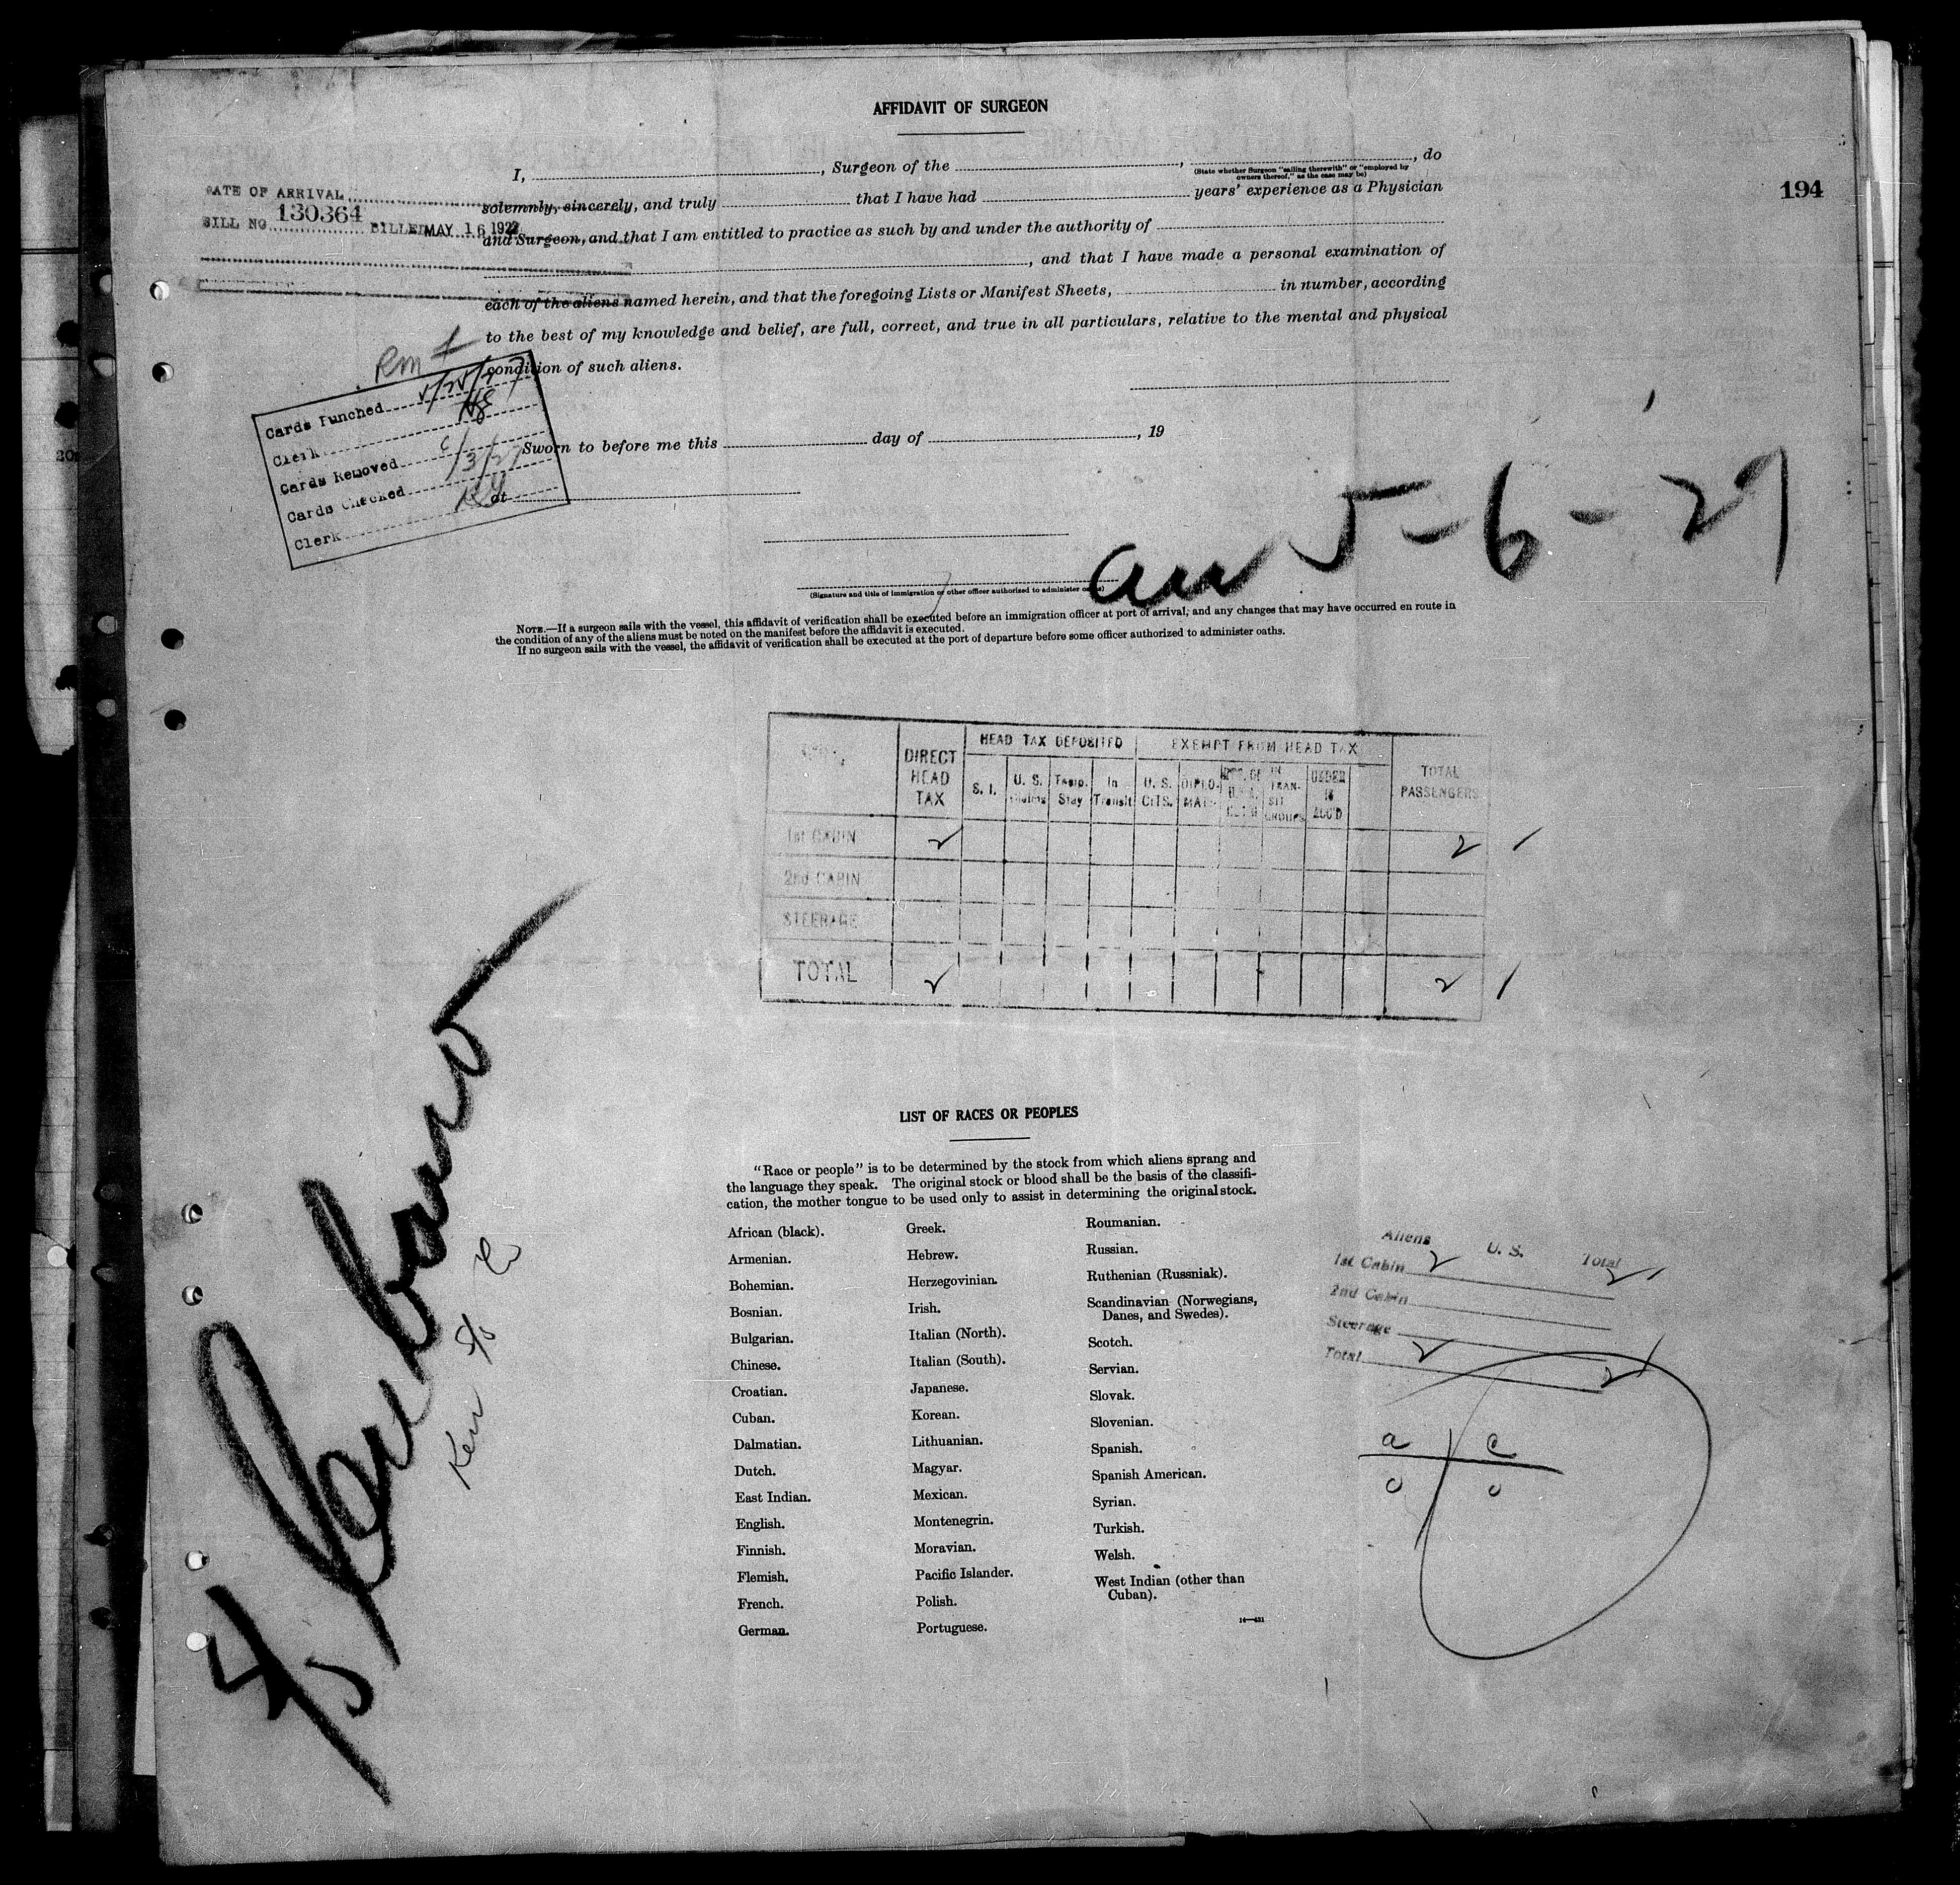 AFFIDAVIT OF SURGEON
I, , Surgeon of the , , do
(State whether Surgeon "sailing therewith" or "employed by
owners thereof," as the case may be)
solemnly, sincerely, and truly that I have had years' experience as a Physician
and Surgeon, and that I am entitled to practice as such by and under the authority of
, and that I have made a personal examination of
each of the aliens named herein, and that the foregoing Lists or Manifest Sheets, in number, according
to the best of my knowledge and belief, are full, correct, and true in all particulars, relative to the mental and physical
condition of such aliens.
194
DATE OF ARRIVAL
BILL NO. 130364 BILLED MAY 16
Rm 1
Cards Punched
Clerk
Cards Removed
Cards Checked
Clerk
Sworn to before me this day of , 19
at
arr 5-6-27
(Signature and title of immigration or other officer authorized to administer oaths)
NOTE.—If a surgeon sails with the vessel, this affidavit of verification shall be executed before an immigration officer at port of arrival, and any changes that may have occurred en route in
the condition of any of the aliens must be noted on the manifest before the affidavit is executed.
If no surgeon sails with the vessel, the affidavit of verification shall be executed at the port of departure before some officer authorized to administer oaths.
DIRECT HEAD TAX
HEAD TAX DEPOSITED
EXEMPT FROM HEAD TAX
TOTAL PASSENGERS
S. I.
U. S.
Temp. Stay
In Transit
U. S. CITS.
IN TRANSIT
UNDER 16 ACC'D
1st CABIN 2 2
2nd CABIN
STEERAGE
TOTAL 2 2
LIST OF RACES OR PEOPLES
"Race or people" is to be determined by the stock from which aliens sprang and
the language they speak. The original stock or blood shall be the basis of the classifi-
cation, the mother tongue to be used only to assist in determining the original stock.
African (black).
Armenian.
Bohemian.
Bosnian.
Bulgarian.
Chinese.
Croatian.
Cuban.
Dalmatian.
Dutch.
East Indian.
English.
Finnish.
Flemish.
French.
German.
Greek.
Hebrew.
Herzegovinian.
Irish.
Italian (North).
Italian (South).
Japanese.
Korean.
Lithuanian.
Magyar.
Mexican.
Montenegrin.
Moravian.
Pacific Islander.
Polish.
Portuguese.
Roumanian.
Russian.
Ruthenian (Russniak).
Scandinavian (Norwegians,
Danes, and Swedes).
Scotch.
Servian.
Slovak.
Slovenian.
Spanish.
Spanish American.
Syrian.
Turkish.
Welsh.
West Indian (other than
Cuban).
Aliens U. S. Total
1st Cabin 2 2
2nd Cabin
Steerage
Total 2 2